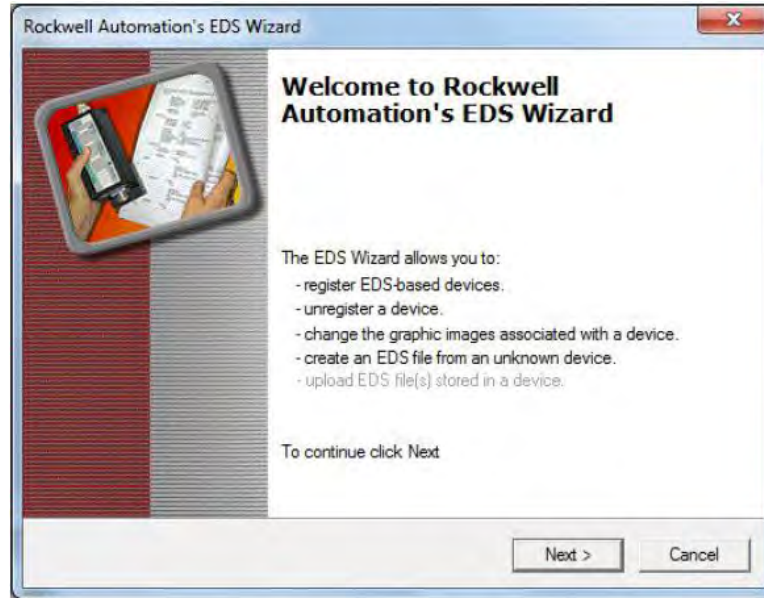 Rockwell Automation's EDS Wizard
Welcome to Rockwell
Automation's EDS Wizard
The EDS Wizard allows you to:
- register EDS-based devices.
- unregister a device.
- change the graphic images associated with a device.
- create an EDS file from an unknown device.
- upload EDS file(s) stored in a device.
To continue click Next
Next >
Cancel